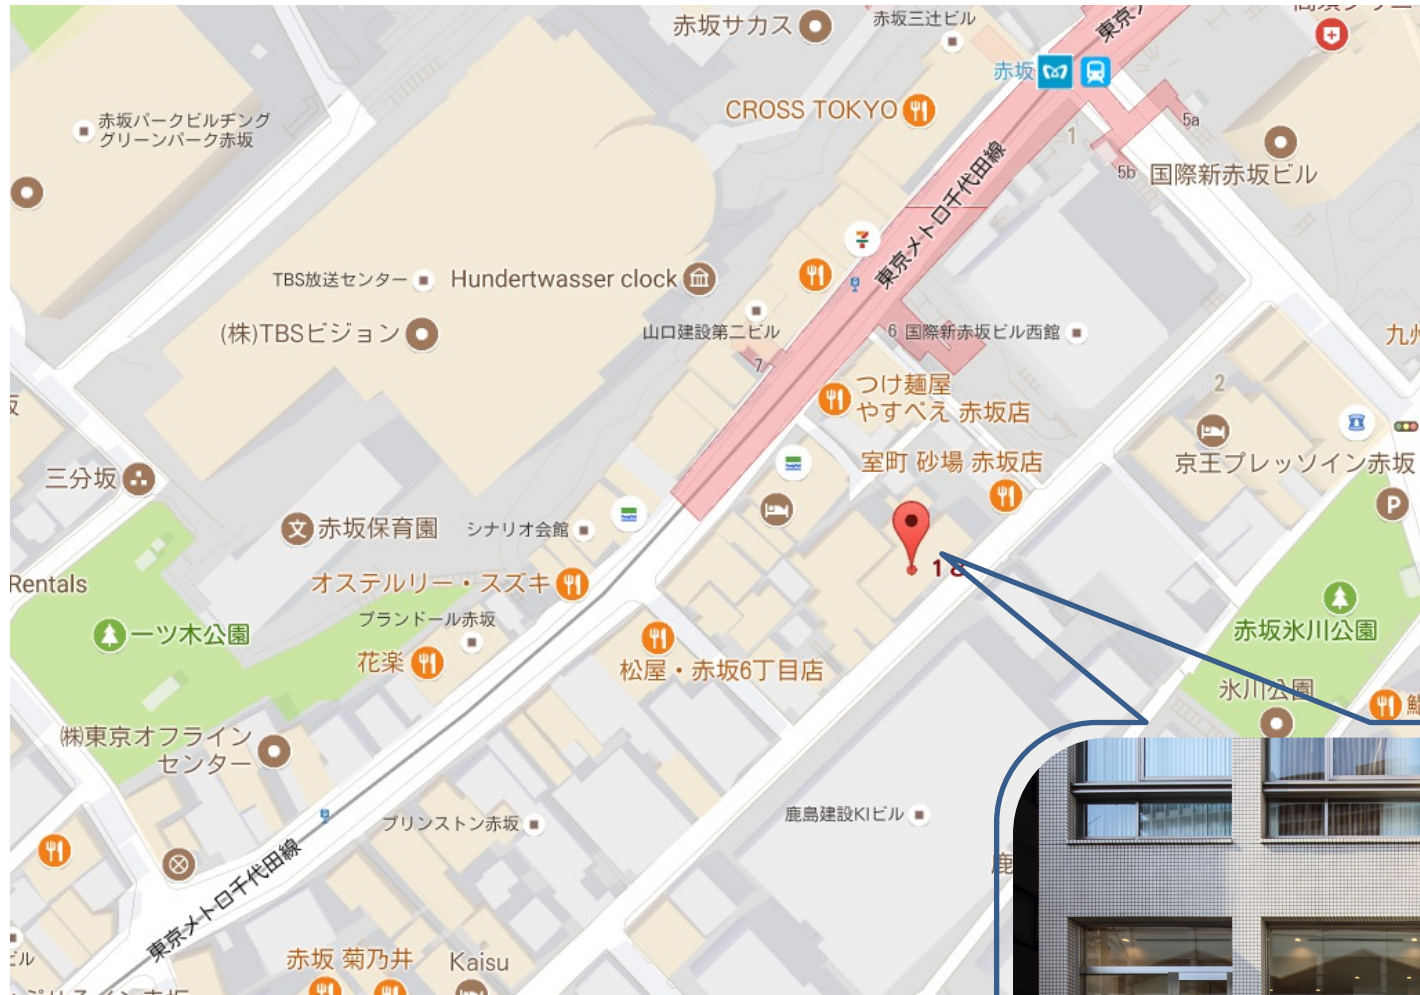 赤坂サカス
赤坂三辻ビル
赤坂
CROSS TOKYO
赤坂パークビルヂング
グリーンパーク赤坂
5a
1
5b
国際新赤坂ビル
東京メトロ千代田線
TBS放送センター
Hundertwasser clock
(株)TBSビジョン
山口建設第二ビル
6
国際新赤坂ビル西館
7
つけ麺屋
やすべえ 赤坂店
2
室町 砂場 赤坂店
京王プレッソイン赤坂
P
三分坂
文
赤坂保育園
シナリオ会館
Rentals
オステルリー・スズキ
18
一ツ木公園
ブランドール赤坂
花楽
松屋・赤坂6丁目店
赤坂氷川公園
氷川公園
㈱東京オフライン
センター
プリンストン赤坂
鹿島建設KIビル
東京メトロ千代田線
赤坂 菊乃井
Kaisu